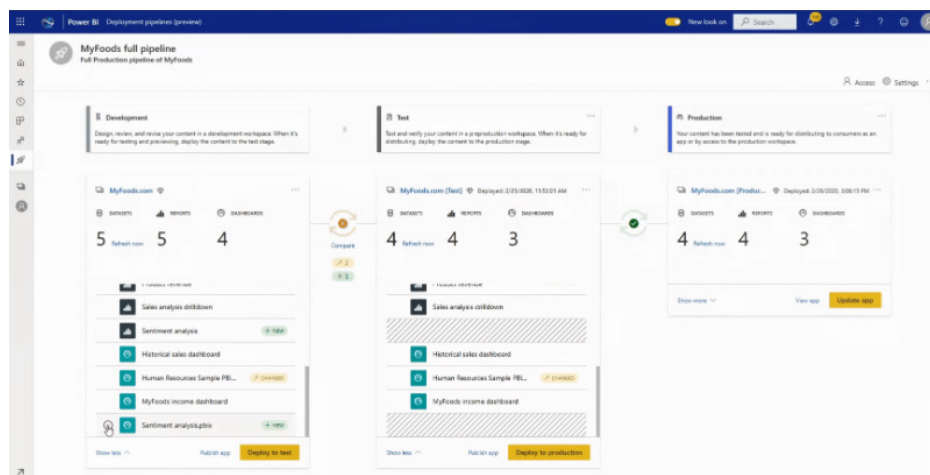 Power BI Deployment pipelines (preview)
New look on
Search
MyFoods full pipeline
Full Production pipeline of MyFoods
Access
Settings
Development
Design, review, and revise your content in a development workspace. When it's
ready for testing and previewing, deploy the content to the test stage.
Test
Test and verify your content in a preproduction workspace. When it's ready for
distributing, deploy the content to the production stage.
Production
Your content has been tested and is ready for distributing to consumers as an
app or by access to the production workspace.
MyFoods.com
DATASETS REPORTS DASHBOARDS
5 Refresh now 5 4
Sales analysis drilldown
Sentiment analysis + NEW
Historical sales dashboard
Human Resources Sample PBI... CHANGED
MyFoods income dashboard
Sentiment analysis.pbix + NEW
Show less
Publish app
Deploy to test
Compare
2
+ 3
MyFoods.com [Test] Deployed: 2/25/2020, 11:52:01 AM
DATASETS REPORTS DASHBOARDS
4 Refresh now 4 3
Sales analysis drilldown
Historical sales dashboard
Human Resources Sample PBI... CHANGED
MyFoods income dashboard
Show less
Publish app
Deploy to production
MyFoods.com [Produc... Deployed: 2/26/2020, 3:06:15 PM
DATASETS REPORTS DASHBOARDS
4 Refresh now 4 3
Show more
View app
Update app